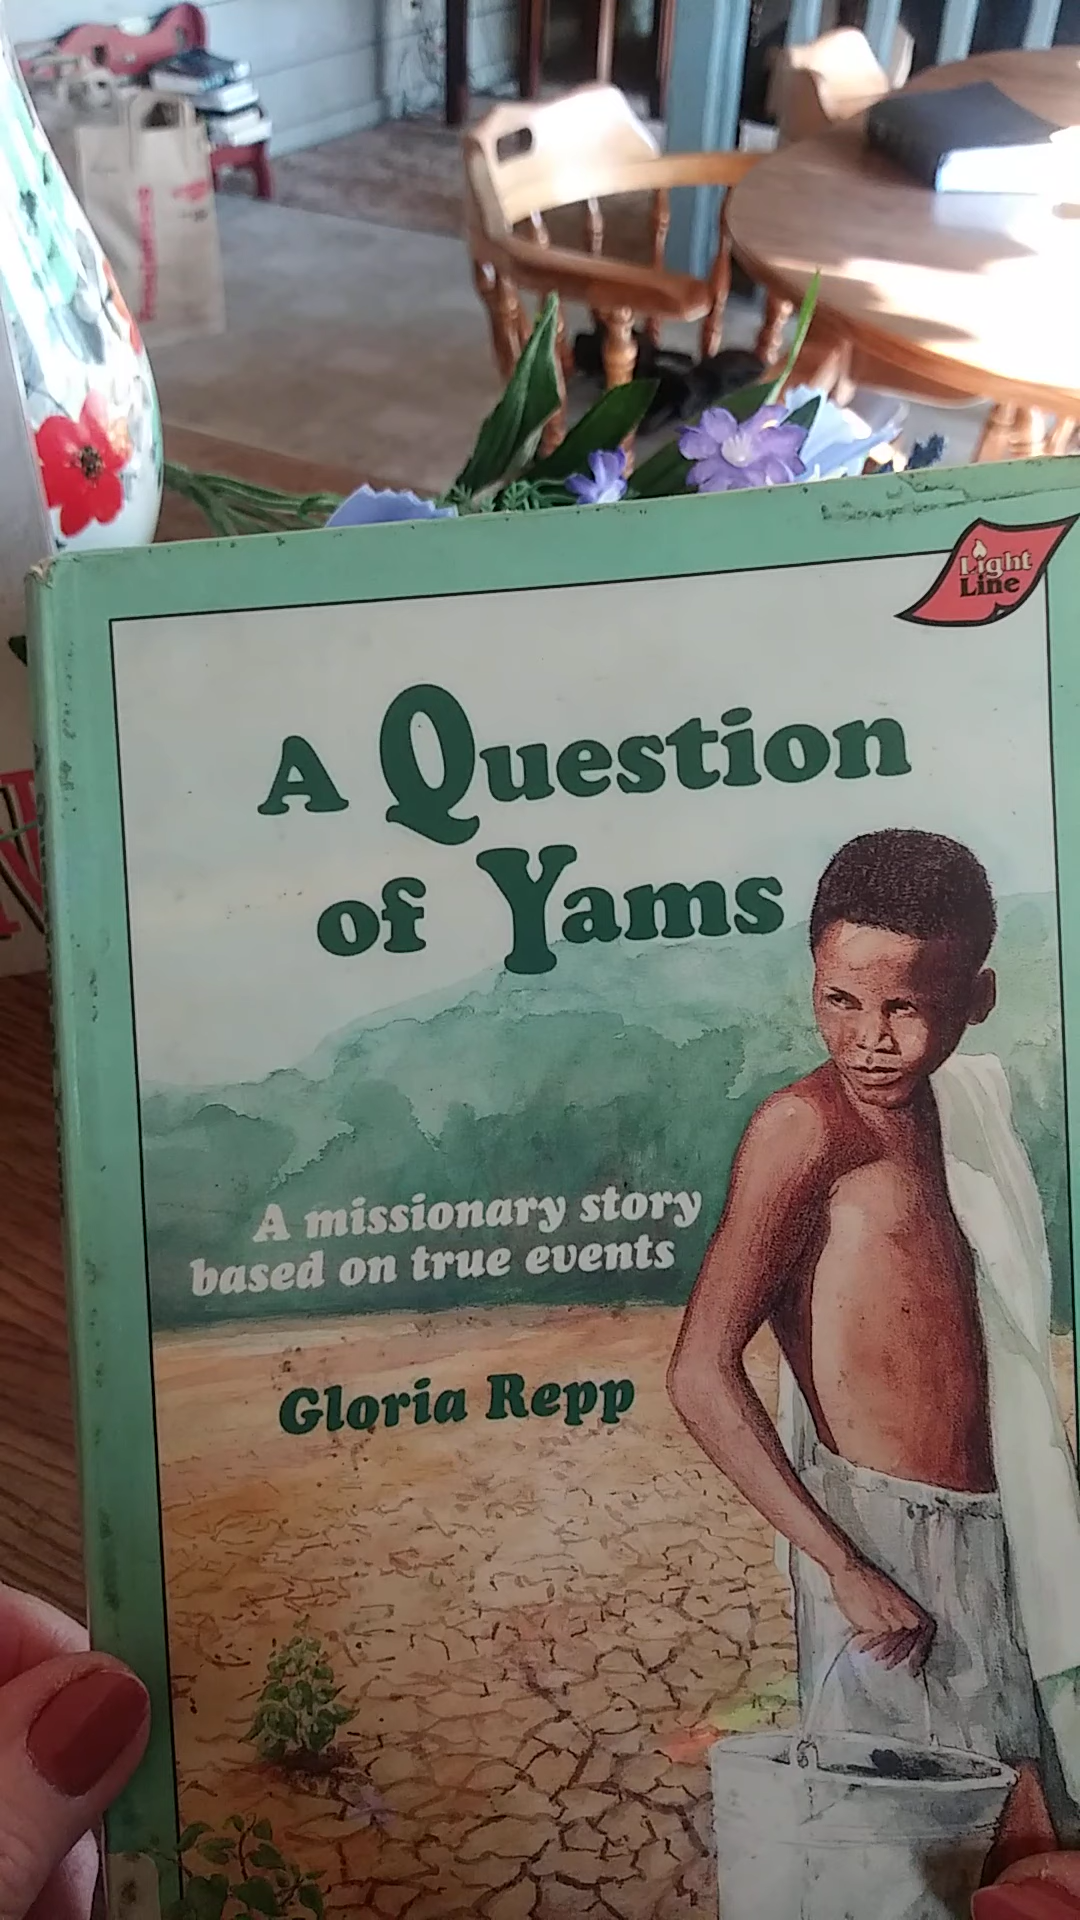 Light
Line
A Question
of Yams
A missionary story
based on true events
Gloria Repp